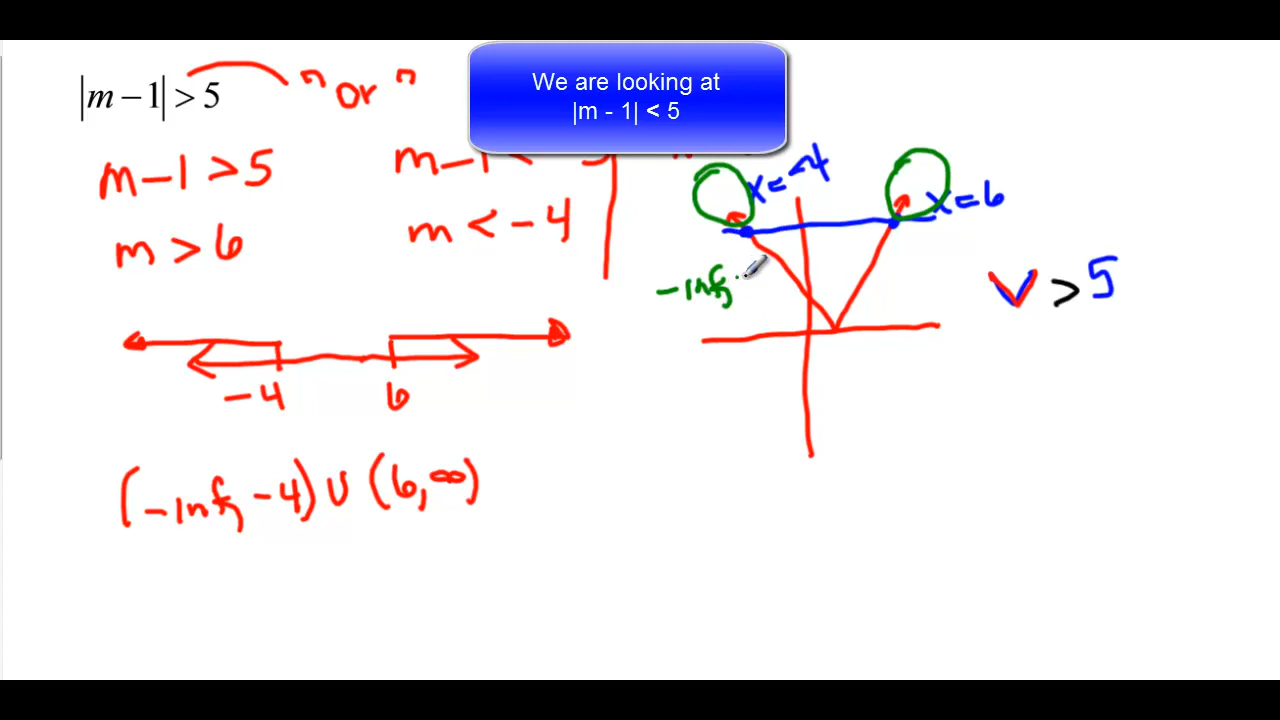 |m − 1| > 5
" or "
We are looking at
|m - 1| < 5
m − 1 > 5
m − 1 <
m > 6
m < − 4
x = -4
x = 6
−inf,
V > 5
−4
6
(−inf, −4) ∪ (6, ∞)